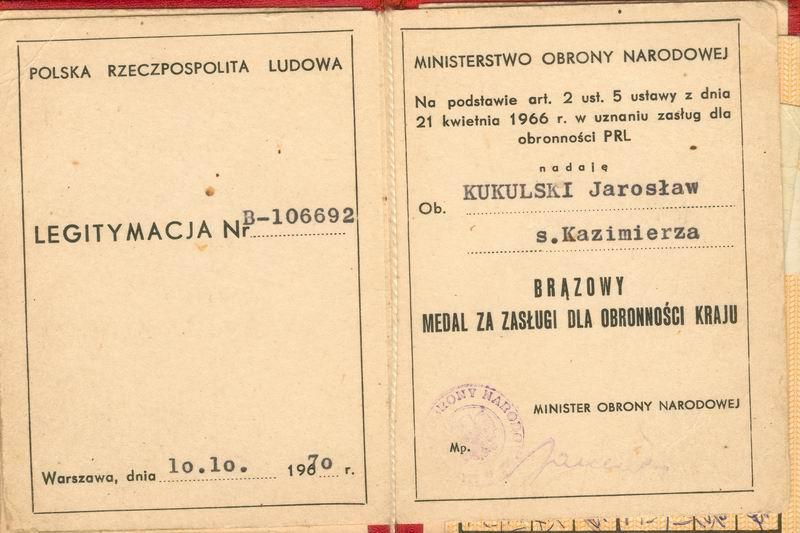 POLSKA RZECZPOSPOLITA LUDOWA
LEGITYMACJA Nr B-106692
Warszawa, dnia 10.10. 1970 r.
MINISTERSTWO OBRONY NARODOWEJ
Na podstawie art. 2 ust. 5 ustawy z dnia
21 kwietnia 1966 r. w uznaniu zasług dla
obronności PRL
nadaję
Ob. KUKULSKI Jarosław
s.Kazimierza
BRĄZOWY
MEDAL ZA ZASŁUGI DLA OBRONNOŚCI KRAJU
MINISTER OBRONY NARODOWEJ
Mp.